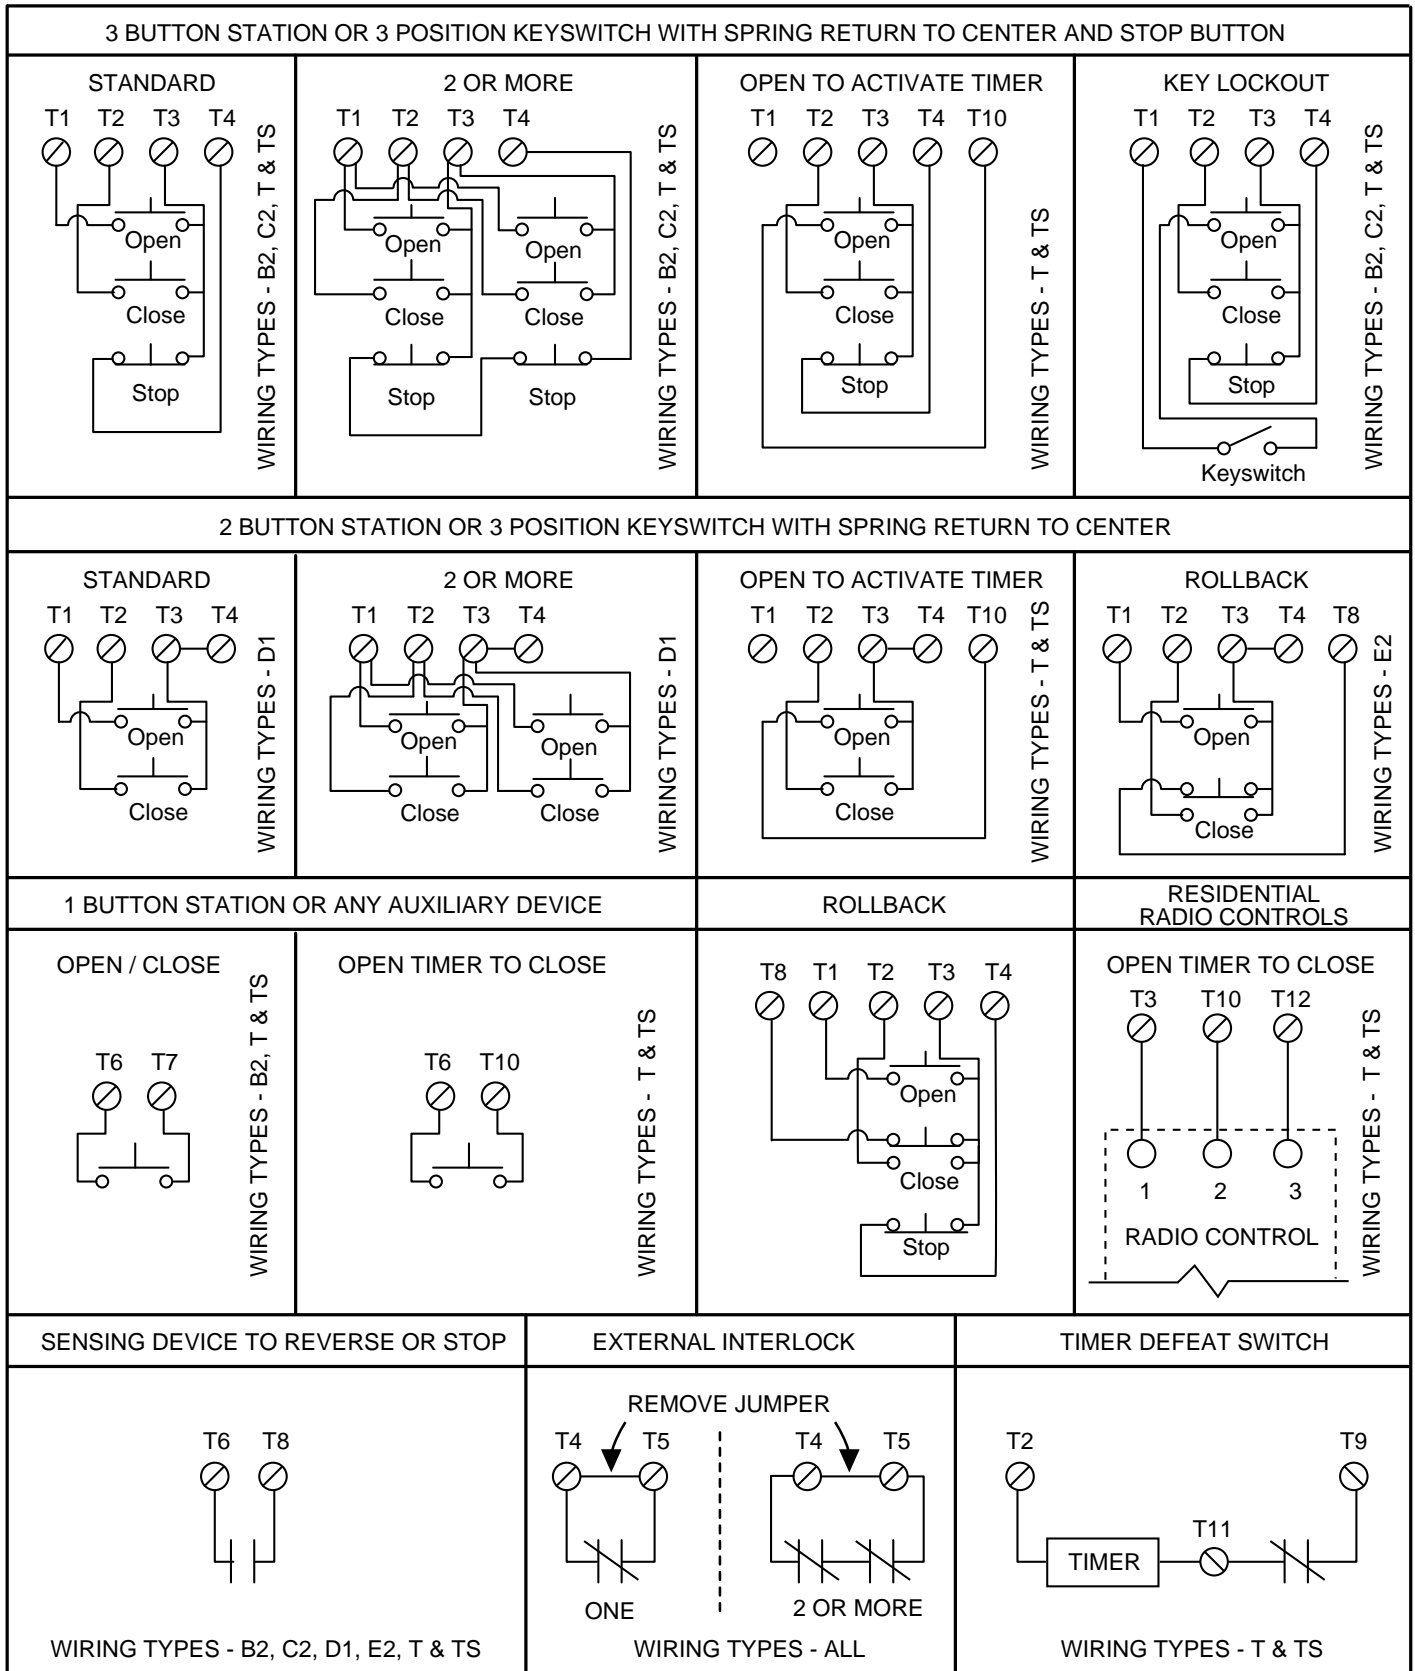 3 BUTTON STATION OR 3 POSITION KEYSWITCH WITH SPRING RETURN TO CENTER AND STOP BUTTON
STANDARD
T1 T2 T3 T4
Open
Close
Stop
WIRING TYPES - B2, C2, T & TS
2 OR MORE
T1 T2 T3 T4
Open Open
Close Close
Stop Stop
WIRING TYPES - B2, C2, T & TS
OPEN TO ACTIVATE TIMER
T1 T2 T3 T4 T10
Open
Close
Stop
WIRING TYPES - T & TS
KEY LOCKOUT
T1 T2 T3 T4
Open
Close
Stop
Keyswitch
WIRING TYPES - B2, C2, T & TS
2 BUTTON STATION OR 3 POSITION KEYSWITCH WITH SPRING RETURN TO CENTER
STANDARD
T1 T2 T3 T4
Open
Close
WIRING TYPES - D1
2 OR MORE
T1 T2 T3 T4
Open Open
Close Close
WIRING TYPES - D1
OPEN TO ACTIVATE TIMER
T1 T2 T3 T4 T10
Open
Close
WIRING TYPES - T & TS
ROLLBACK
T1 T2 T3 T4 T8
Open
Close
WIRING TYPES - E2
1 BUTTON STATION OR ANY AUXILIARY DEVICE
OPEN / CLOSE
T6 T7
WIRING TYPES - B2, T & TS
OPEN TIMER TO CLOSE
T6 T10
WIRING TYPES - T & TS
ROLLBACK
T8 T1 T2 T3 T4
Open
Close
Stop
RESIDENTIAL
RADIO CONTROLS
OPEN TIMER TO CLOSE
T3 T10 T12
1 2 3
RADIO CONTROL
WIRING TYPES - T & TS
SENSING DEVICE TO REVERSE OR STOP
T6 T8
WIRING TYPES - B2, C2, D1, E2, T & TS
EXTERNAL INTERLOCK
REMOVE JUMPER
T4 T5 T4 T5
ONE 2 OR MORE
WIRING TYPES - ALL
TIMER DEFEAT SWITCH
T2 T9
T11
TIMER
WIRING TYPES - T & TS